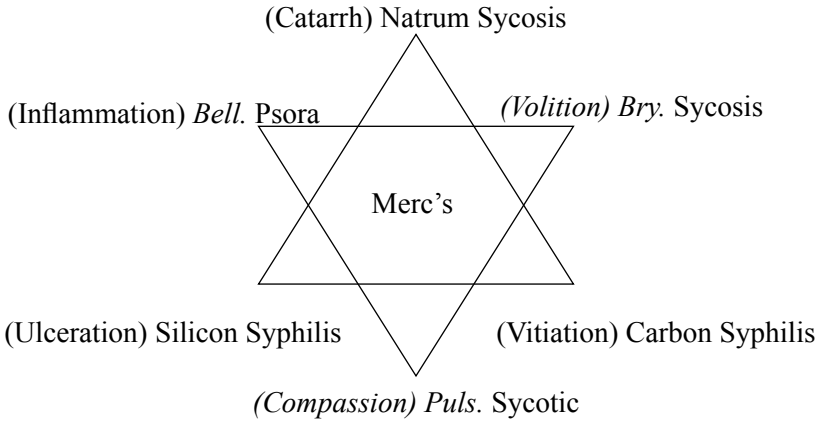 (Catarrh) Natrum Sycosis
(Inflammation) Bell. Psora
(Volition) Bry. Sycosis
Merc’s
(Ulceration) Silicon Syphilis
(Vitiation) Carbon Syphilis
(Compassion) Puls. Sycotic